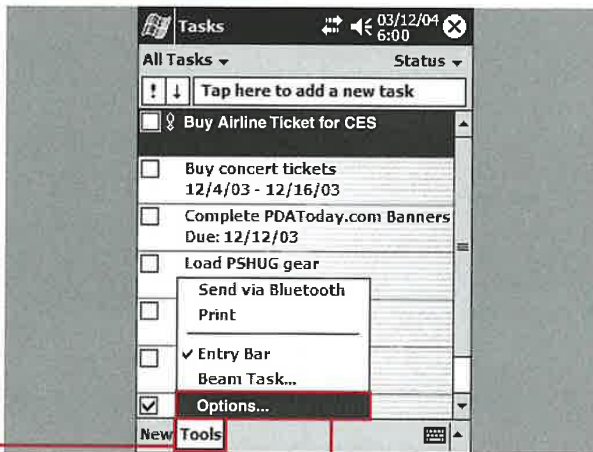 Tasks
03/12/04
6:00
All Tasks
Status
! ↓ Tap here to add a new task
Buy Airline Ticket for CES
Buy concert tickets
12/4/03 - 12/16/03
Complete PDAToday.com Banners
Due: 12/12/03
Load PSHUG gear
Send via Bluetooth
Print
✓ Entry Bar
Beam Task...
Options...
New Tools